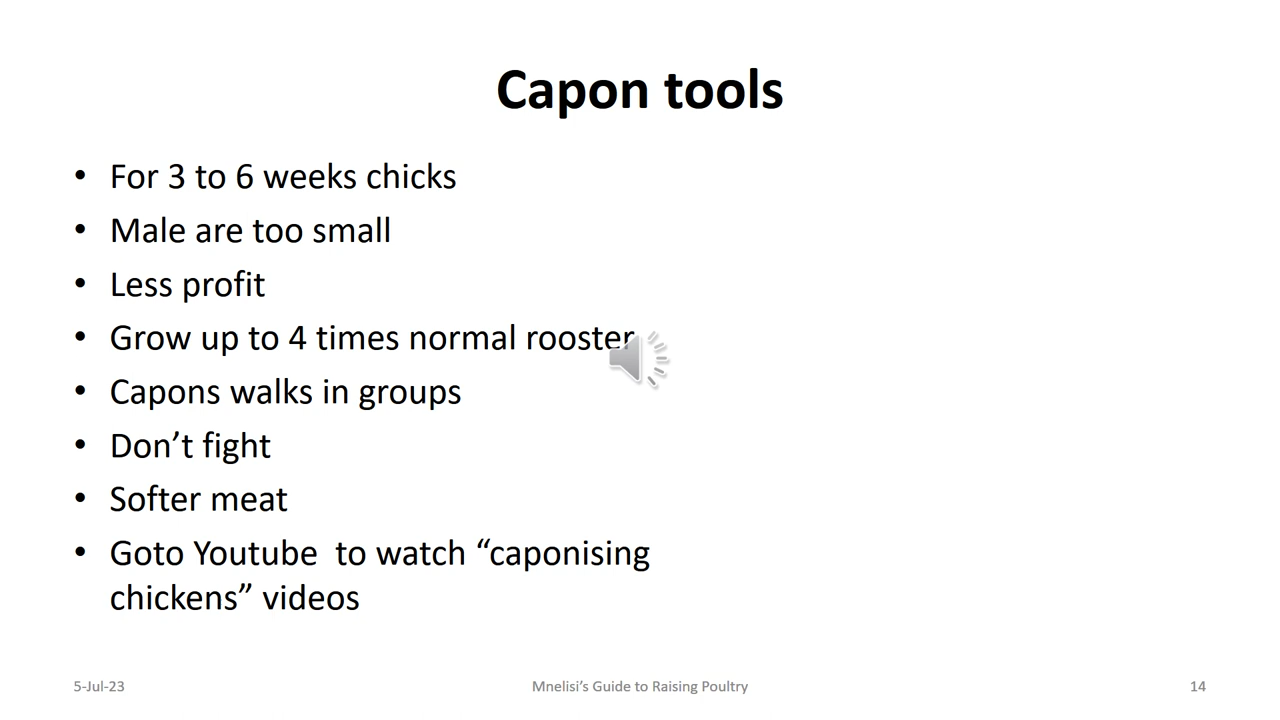 Capon tools
• For 3 to 6 weeks chicks
• Male are too small
• Less profit
• Grow up to 4 times normal rooster
• Capons walks in groups
• Don’t fight
• Softer meat
• Goto Youtube  to watch “caponising
chickens” videos
5-Jul-23
Mnelisi’s Guide to Raising Poultry
14